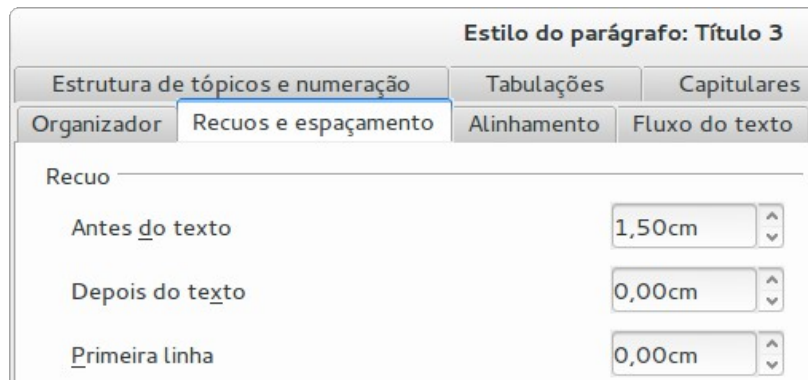 Estilo do parágrafo: Título 3
Estrutura de tópicos e numeração Tabulações Capitulares
Organizador Recuos e espaçamento Alinhamento Fluxo do texto
Recuo
Antes do texto 1,50cm
Depois do texto 0,00cm
Primeira linha 0,00cm